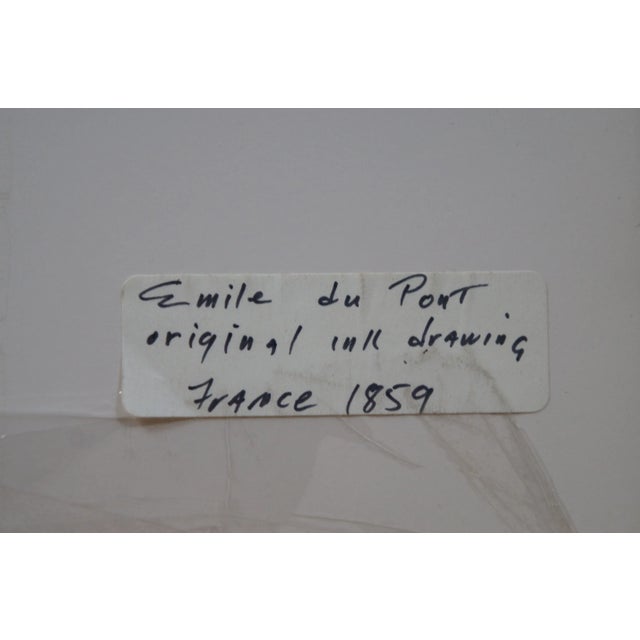 Emile du Pont
original ink drawing
France 1859